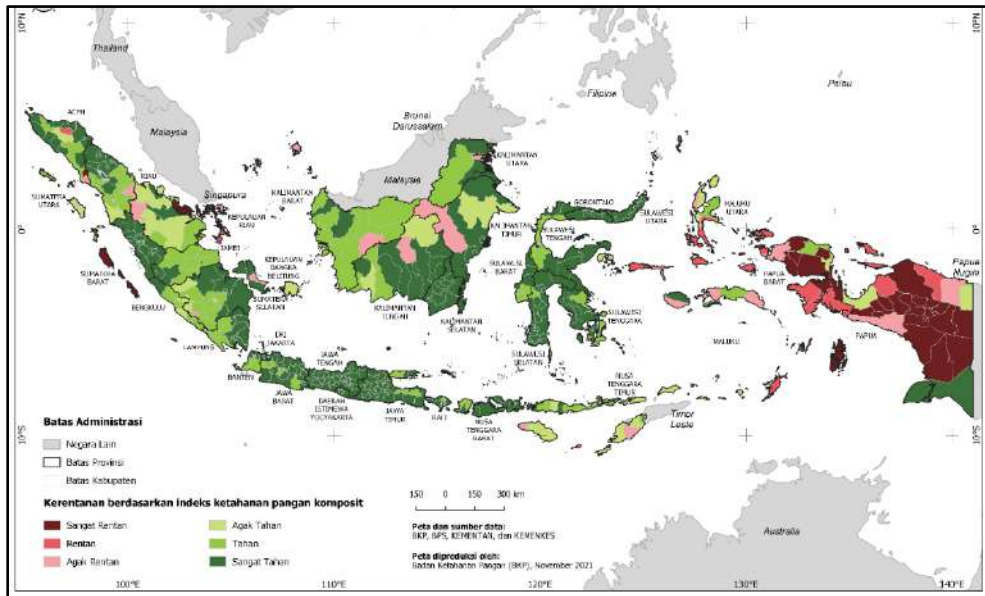 10°N
10°N
Thailand
Filipina
Palau
ACEH
Malaysia
Brunei
Darussalam
KALIMANTAN
UTARA
SUMATERA
UTARA
RIAU
Singapura
KALIMANTAN
BARAT
Malaysia
KEPULAUAN
RIAU
GORONTALO
SULAWESI
UTARA
MALUKU
UTARA
0°
0°
JAMBI
KALIMANTAN
TIMUR
SULAWESI
TENGAH
SUMATERA
BARAT
KEPULAUAN
BANGKA
BELITUNG
SULAWESI
BARAT
PAPUA
BARAT
Papua
Nugini
BENGKULU
SUMATERA
SELATAN
KALIMANTAN
TENGAH
KALIMANTAN
SELATAN
SULAWESI
TENGGARA
LAMPUNG
DKI
JAKARTA
JAWA
TENGAH
SULAWESI
SELATAN
MALUKU
PAPUA
BANTEN
JAWA
BARAT
DAERAH
ISTIMEWA
YOGYAKARTA
JAWA
TIMUR
BALI
NUSA
TENGGARA
BARAT
NUSA
TENGGARA
TIMUR
Timor
Leste
10°S
10°S
Batas Administrasi
Negara Lain
Batas Provinsi
Batas Kabupaten
Kerentanan berdasarkan indeks ketahanan pangan komposit
Sangat Rentan
Rentan
Agak Rentan
Agak Tahan
Tahan
Sangat Tahan
150 0 150 300 km
Peta dan sumber data:
BKP, BPS, KEMENTAN, dan KEMENKES
Peta diproduksi oleh:
Badan Ketahanan Pangan (BKP), November 2021
Australia
100°E
110°E
120°E
130°E
140°E